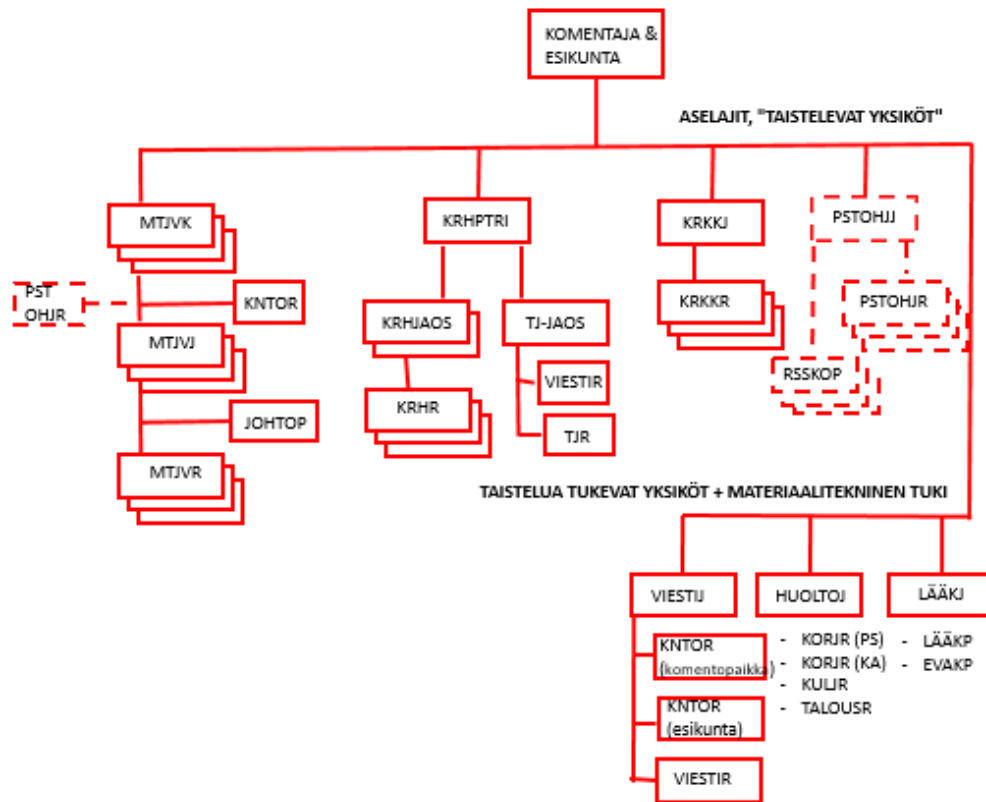 KOMENTAJA &
ESIKUNTA
ASELAJIT, "TAISTELEVAT YKSIKÖT"
MTJVK
KRHPTRI
KRKKJ
PSTOHJJ
PST
OHJR
KNTOR
KRHJAOS
TJ-JAOS
KRKKR
PSTOHJR
MTJVJ
RSSKOP
VIESTIR
KRHR
JOHTOP
TJR
MTJVR
TAISTELUA TUKEVAT YKSIKÖT + MATERIAALITEKNINEN TUKI
VIESTIJ
HUOLTOJ
LÄÄKJ
KNTOR
(komentopaikka)
- KORJR (PS)
- KORJR (KA)
- KULJR
- TALOUSR
- LÄÄKP
- EVAKP
KNTOR
(esikunta)
VIESTIR